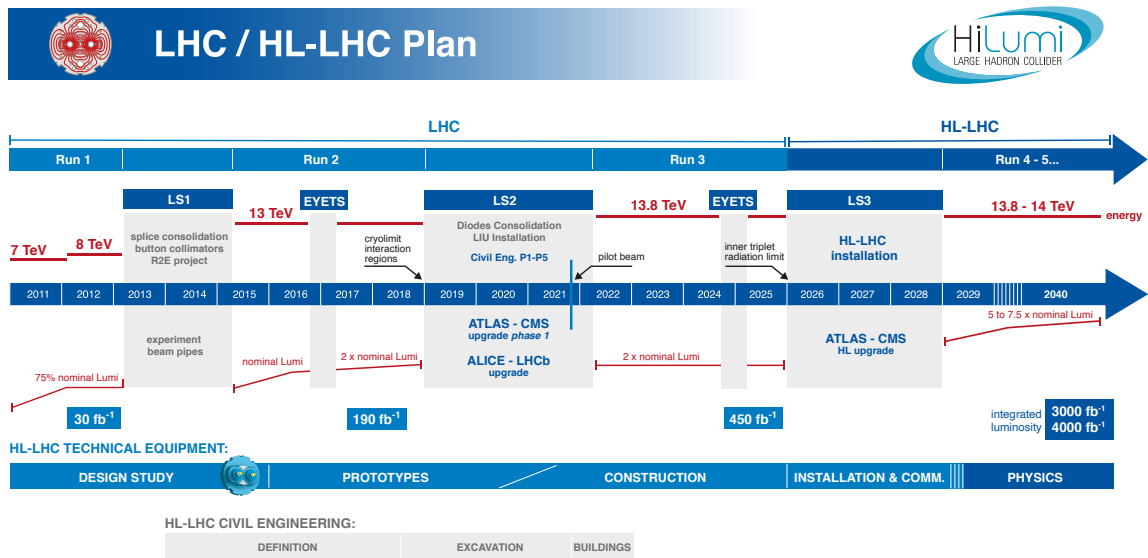 LHC / HL-LHC Plan
HiLumi
LARGE HADRON COLLIDER
LHC
HL-LHC
Run 1
Run 2
Run 3
Run 4 - 5...
LS1
EYETS
LS2
EYETS
LS3
7 TeV
8 TeV
13 TeV
13.8 TeV
13.8 - 14 TeV
energy
splice consolidation
button collimators
R2E project
cryolimit
interaction
regions
Diodes Consolidation
LIU Installation
Civil Eng. P1-P5
pilot beam
inner triplet
radiation limit
HL-LHC
installation
2011
2012
2013
2014
2015
2016
2017
2018
2019
2020
2021
2022
2023
2024
2025
2026
2027
2028
2029
2040
experiment
beam pipes
75% nominal Lumi
nominal Lumi
2 x nominal Lumi
ATLAS - CMS
upgrade phase 1
ALICE - LHCb
upgrade
2 x nominal Lumi
ATLAS - CMS
HL upgrade
5 to 7.5 x nominal Lumi
30 fb⁻¹
190 fb⁻¹
450 fb⁻¹
integrated
luminosity
3000 fb⁻¹
4000 fb⁻¹
HL-LHC TECHNICAL EQUIPMENT:
DESIGN STUDY
PROTOTYPES
CONSTRUCTION
INSTALLATION & COMM.
PHYSICS
HL-LHC CIVIL ENGINEERING:
DEFINITION
EXCAVATION
BUILDINGS